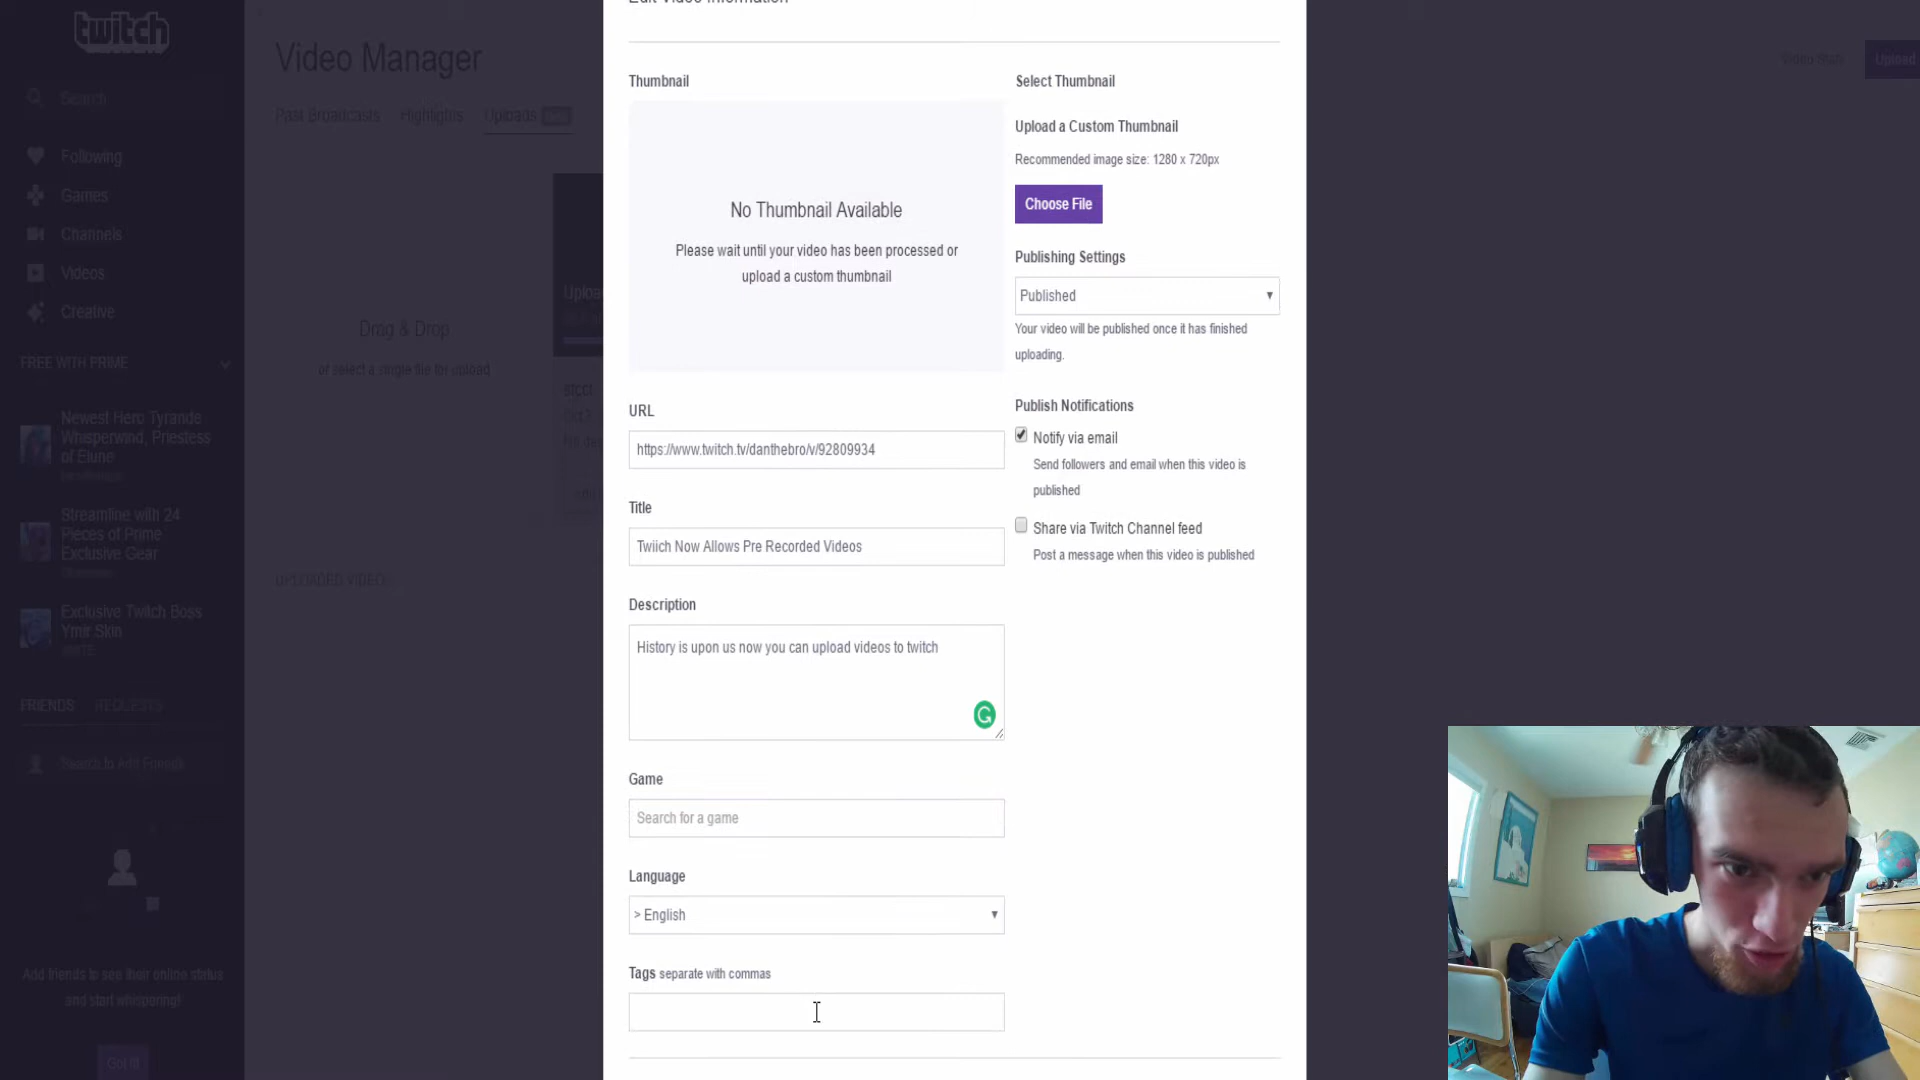 twitch
Search
Following
Games
Channels
Videos
Creative
FREE WITH PRIME
Newest Hero Tyrande
Whisperwind, Priestess
of Elune
Streamline with 24
Pieces of Prime
Exclusive Gear
Exclusive Twitch Boss
Ymir Skin
SMITE
FRIENDS REQUESTS
Search to Add Friends
Add friends to see their online status
and start whispering!
Got it
Video Manager
Past Broadcasts Highlights Uploads
Drag & Drop
or select a single file for upload
UPLOADED VIDEO
Video Stats
Upload
Edit Video Information
Thumbnail
No Thumbnail Available
Please wait until your video has been processed or
upload a custom thumbnail
URL
https://www.twitch.tv/danthebro/v/92809934
Title
Twiich Now Allows Pre Recorded Videos
Description
History is upon us now you can upload videos to twitch
G
Game
Search for a game
Language
> English
Tags separate with commas
Select Thumbnail
Upload a Custom Thumbnail
Recommended image size: 1280 x 720px
Choose File
Publishing Settings
Published
Your video will be published once it has finished
uploading.
Publish Notifications
Notify via email
Send followers and email when this video is
published
Share via Twitch Channel feed
Post a message when this video is published